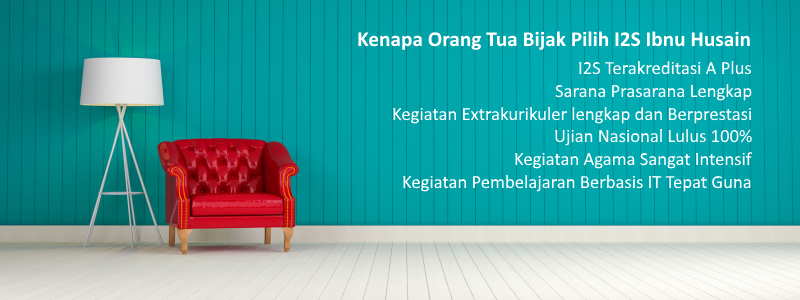 Kenapa Orang Tua Bijak Pilih I2S Ibnu Husain
I2S Terakreditasi A Plus
Sarana Prasarana Lengkap
Kegiatan Extrakurikuler lengkap dan Berprestasi
Ujian Nasional Lulus 100%
Kegiatan Agama Sangat Intensif
Kegiatan Pembelajaran Berbasis IT Tepat Guna